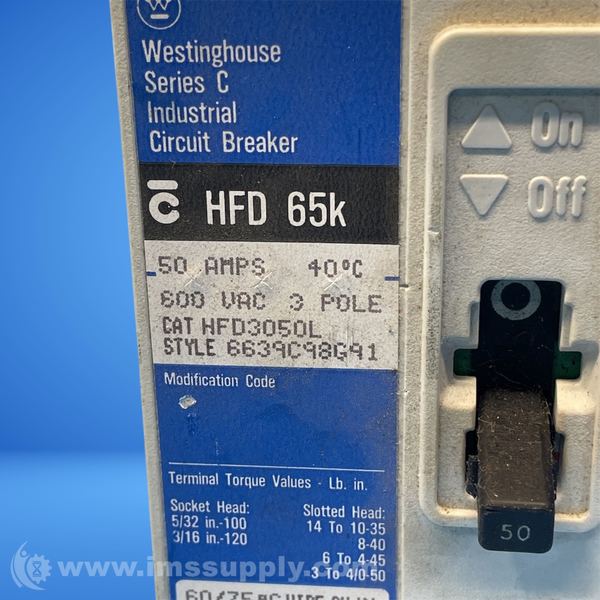 W
Westinghouse
Series C
Industrial
Circuit Breaker
HFD 65k
50 AMPS 40°C
600 VAC 3 POLE
CAT HFD3050L
STYLE 6639C98G91
Modification Code
Terminal Torque Values - Lb. in.
Socket Head: Slotted Head:
5/32 in.-100 14 To 10-35
3/16 in.-120 8-40
6 To 4-45
3 To 4/0-50
60/75°C WIRE
On
Off
50
www.imssupply.com